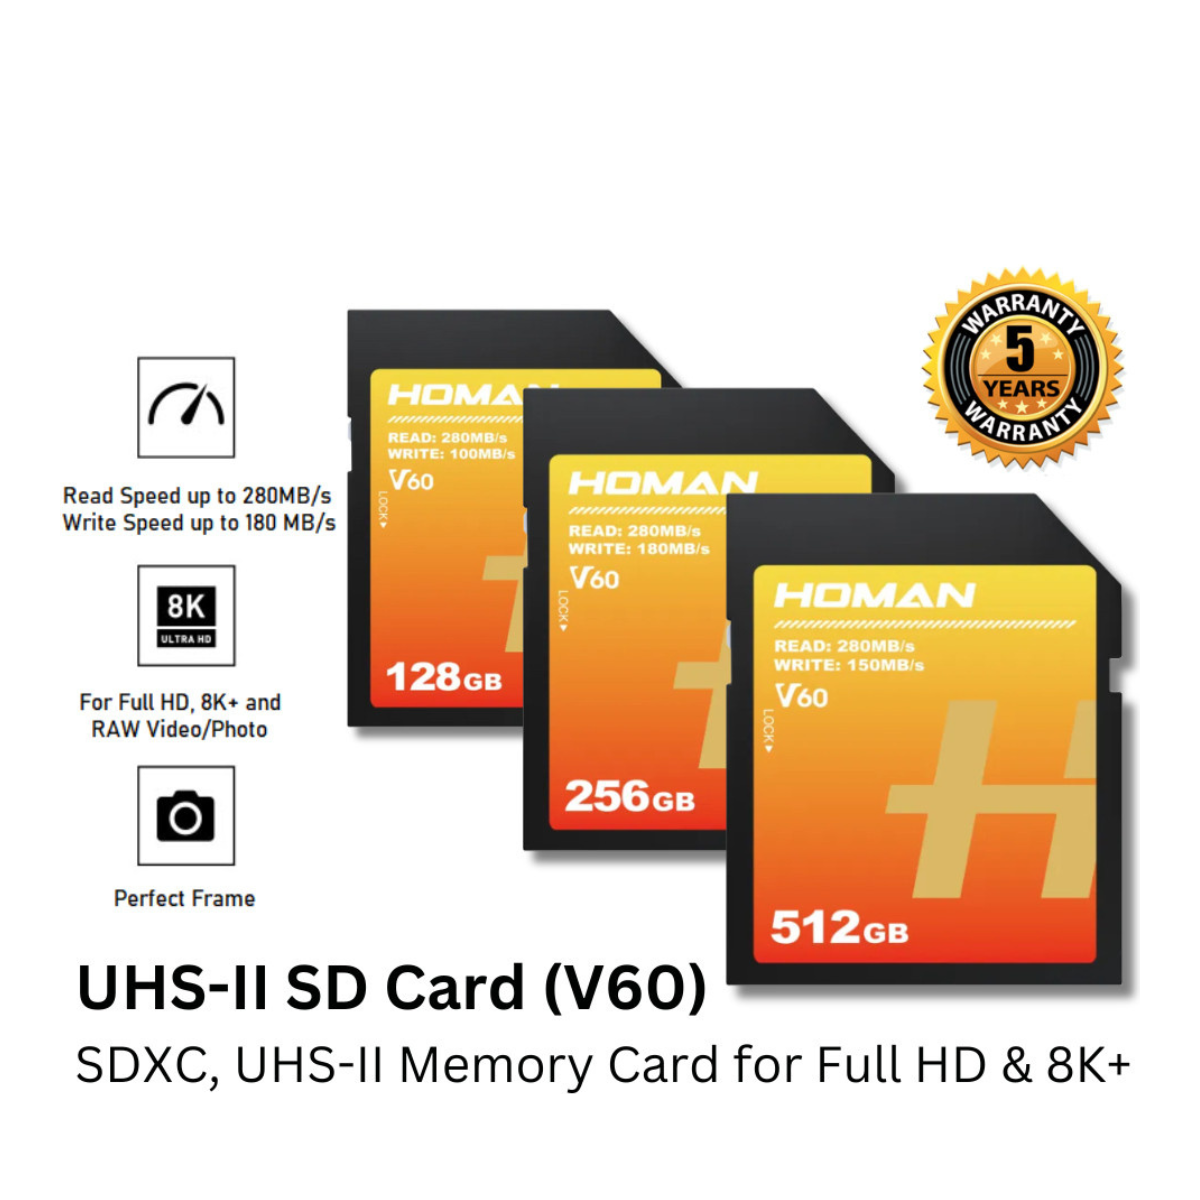 WARRANTY
5
YEARS
WARRANTY
Read Speed up to 280MB/s
Write Speed up to 180 MB/s
8K
ULTRA HD
For Full HD, 8K+ and
RAW Video/Photo
Perfect Frame
HOMA
READ: 280MB/s
WRITE: 100MB/s
V60
LOCK
128GB
HOMAN
READ: 280MB/s
WRITE: 180MB/s
V60
LOCK
256GB
HOMAN
READ: 280MB/s
WRITE: 150MB/s
V60
LOCK
H
512GB
UHS-II SD Card (V60)
SDXC, UHS-II Memory Card for Full HD & 8K+